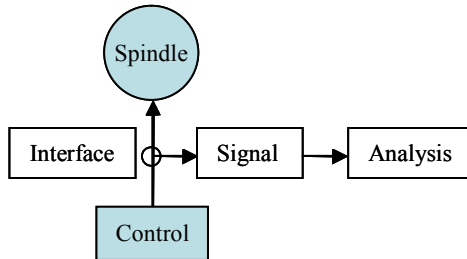 Spindle
Interface
Signal
Analysis
Control